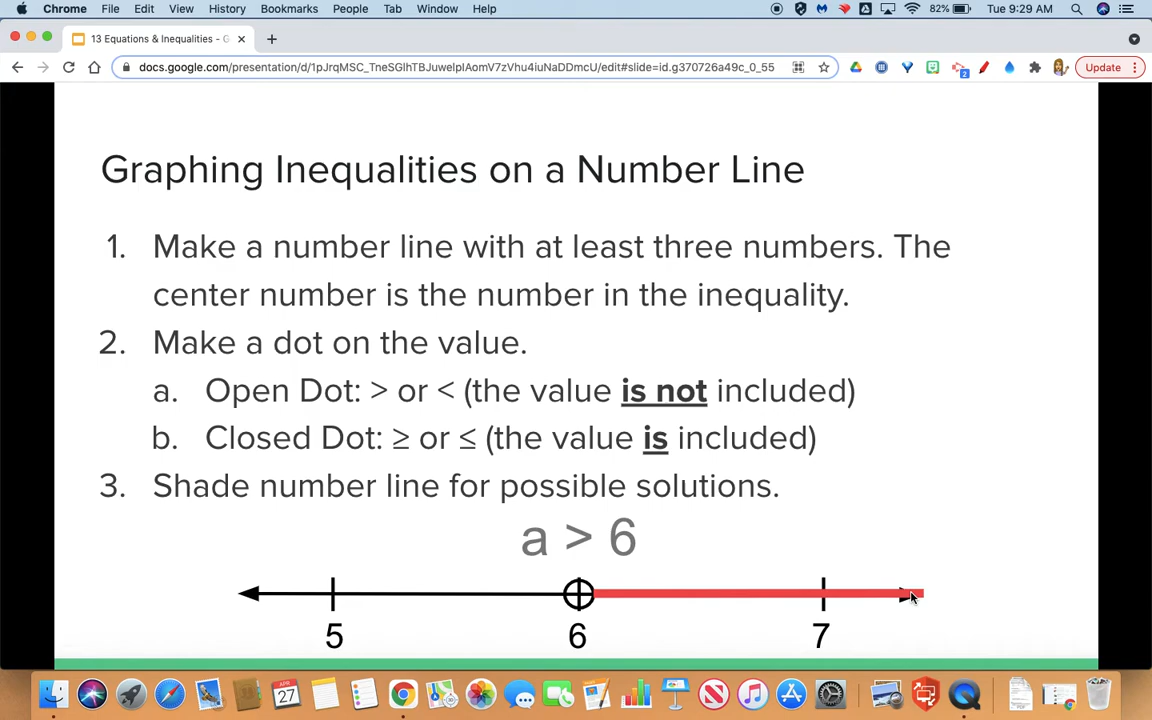 Chrome File Edit View History Bookmarks People Tab Window Help 82% Tue 9:29 AM
13 Equations & Inequalities - G
docs.google.com/presentation/d/1pJrqMSC_TneSGlhTBJuwelpIAomV7zVhu4iuNaDDmcU/edit#slide=id.g370726a49c_0_55 2 Update
Graphing Inequalities on a Number Line
1. Make a number line with at least three numbers. The
center number is the number in the inequality.
2. Make a dot on the value.
a. Open Dot: > or < (the value is not included)
b. Closed Dot: ≥ or ≤ (the value is included)
3. Shade number line for possible solutions.
a > 6
5 6 7
APR
27